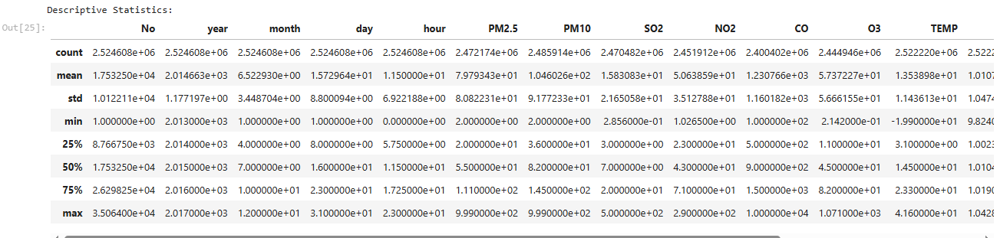 Descriptive Statistics:
Out[25]:
No year month day hour PM2.5 PM10 SO2 NO2 CO O3 TEMP
count 2.524608e+06 2.524608e+06 2.524608e+06 2.524608e+06 2.524608e+06 2.472174e+06 2.485914e+06 2.470482e+06 2.451912e+06 2.400402e+06 2.444946e+06 2.522220e+06 2.5222
mean 1.753250e+04 2.014663e+03 6.522930e+00 1.572964e+01 1.150000e+01 7.979343e+01 1.046026e+02 1.583083e+01 5.063859e+01 1.230766e+03 5.737227e+01 1.353898e+01 1.0107
std 1.012211e+04 1.177197e+00 3.448704e+00 8.800094e+00 6.922188e+00 8.082231e+01 9.177233e+01 2.165058e+01 3.512788e+01 1.160182e+03 5.666155e+01 1.143613e+01 1.0474
min 1.000000e+00 2.013000e+03 1.000000e+00 1.000000e+00 0.000000e+00 2.000000e+00 2.000000e+00 2.856000e-01 1.026500e+00 1.000000e+02 2.142000e-01 -1.990000e+01 9.8240
25% 8.766750e+03 2.014000e+03 4.000000e+00 8.000000e+00 5.750000e+00 2.000000e+01 3.600000e+01 3.000000e+00 2.300000e+01 5.000000e+02 1.100000e+01 3.100000e+00 1.0023
50% 1.753250e+04 2.015000e+03 7.000000e+00 1.600000e+01 1.150000e+01 5.500000e+01 8.200000e+01 7.000000e+00 4.300000e+01 9.000000e+02 4.500000e+01 1.450000e+01 1.0104
75% 2.629825e+04 2.016000e+03 1.000000e+01 2.300000e+01 1.725000e+01 1.110000e+02 1.450000e+02 2.000000e+01 7.100000e+01 1.500000e+03 8.200000e+01 2.330000e+01 1.0190
max 3.506400e+04 2.017000e+03 1.200000e+01 3.100000e+01 2.300000e+01 9.990000e+02 9.990000e+02 5.000000e+02 2.900000e+02 1.000000e+04 1.071000e+03 4.160000e+01 1.0428